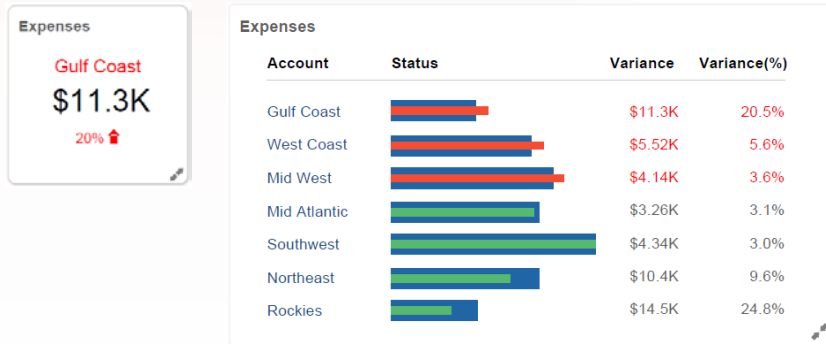 Expenses
Gulf Coast
$11.3K
20%
Expenses
Account Status Variance Variance(%)
Gulf Coast $11.3K 20.5%
West Coast $5.52K 5.6%
Mid West $4.14K 3.6%
Mid Atlantic $3.26K 3.1%
Southwest $4.34K 3.0%
Northeast $10.4K 9.6%
Rockies $14.5K 24.8%